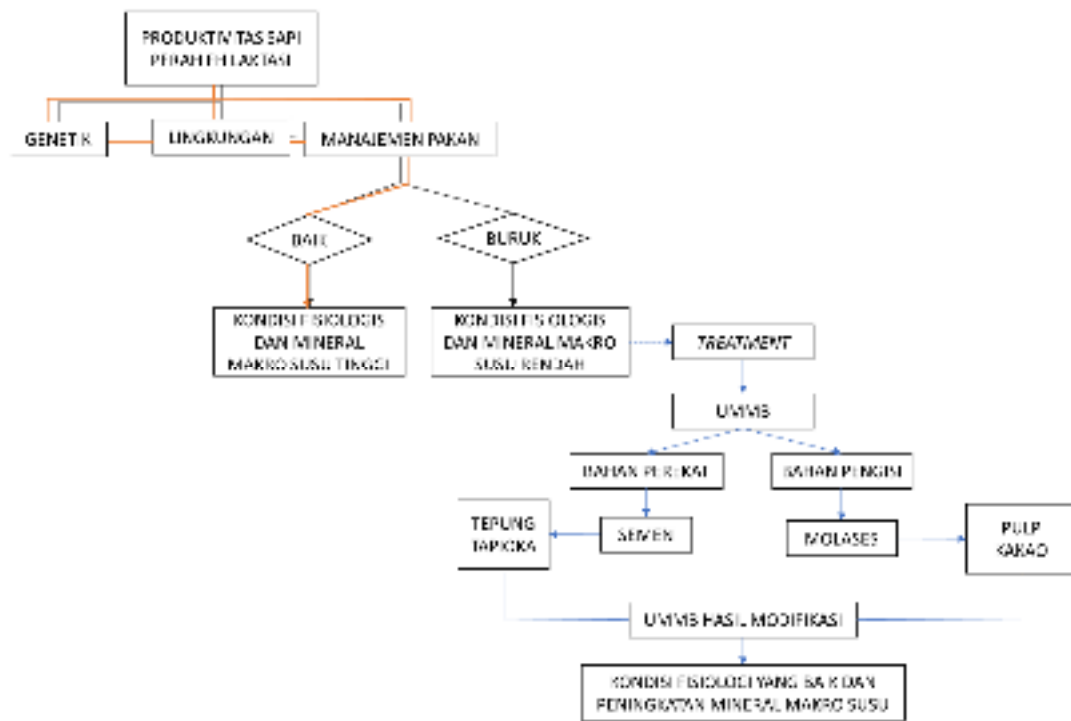 PRODUKTIVITAS SAPI
PERAH FH LAKTASI
GENETIK
LINGKUNGAN
MANAJEMEN PAKAN
BAIK
BURUK
KONDISI FISIOLOGIS
DAN MINERAL
MAKRO SUSU TINGGI
KONDISI FISIOLOGIS
DAN MINERAL MAKRO
SUSU RENDAH
TREATMENT
UMMB
BAHAN PEREKAT
BAHAN PENGISI
TEPUNG
TAPIOKA
SEMEN
MOLASES
PULP
KAKAO
UMMB HASIL MODIFIKASI
KONDISI FISIOLOGI YANG BAIK DAN
PENINGKATAN MINERAL MAKRO SUSU